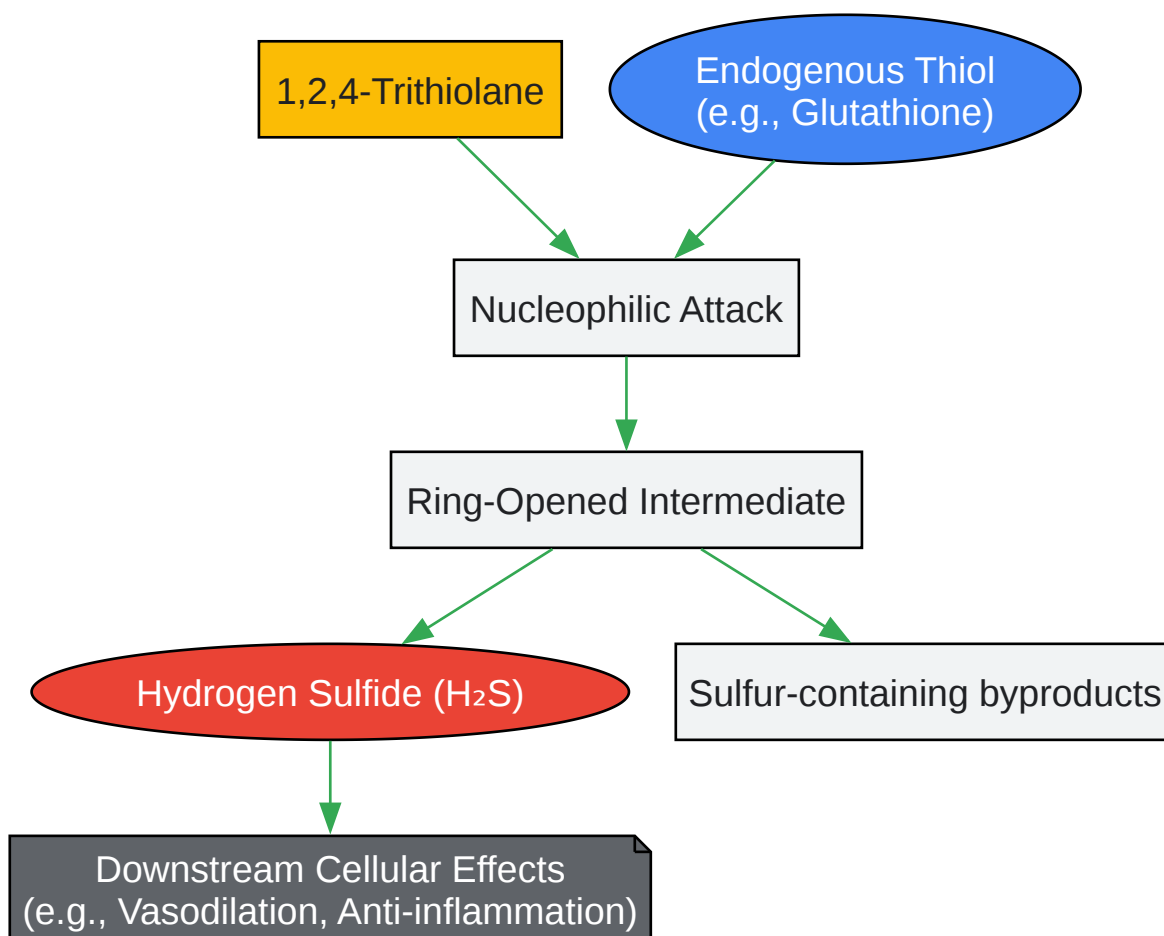 1,2,4-Trithiolane
Endogenous Thiol
(e.g., Glutathione)
Nucleophilic Attack
Ring-Opened Intermediate
Hydrogen Sulfide (H₂S)
Sulfur-containing byproducts
Downstream Cellular Effects
(e.g., Vasodilation, Anti-inflammation)